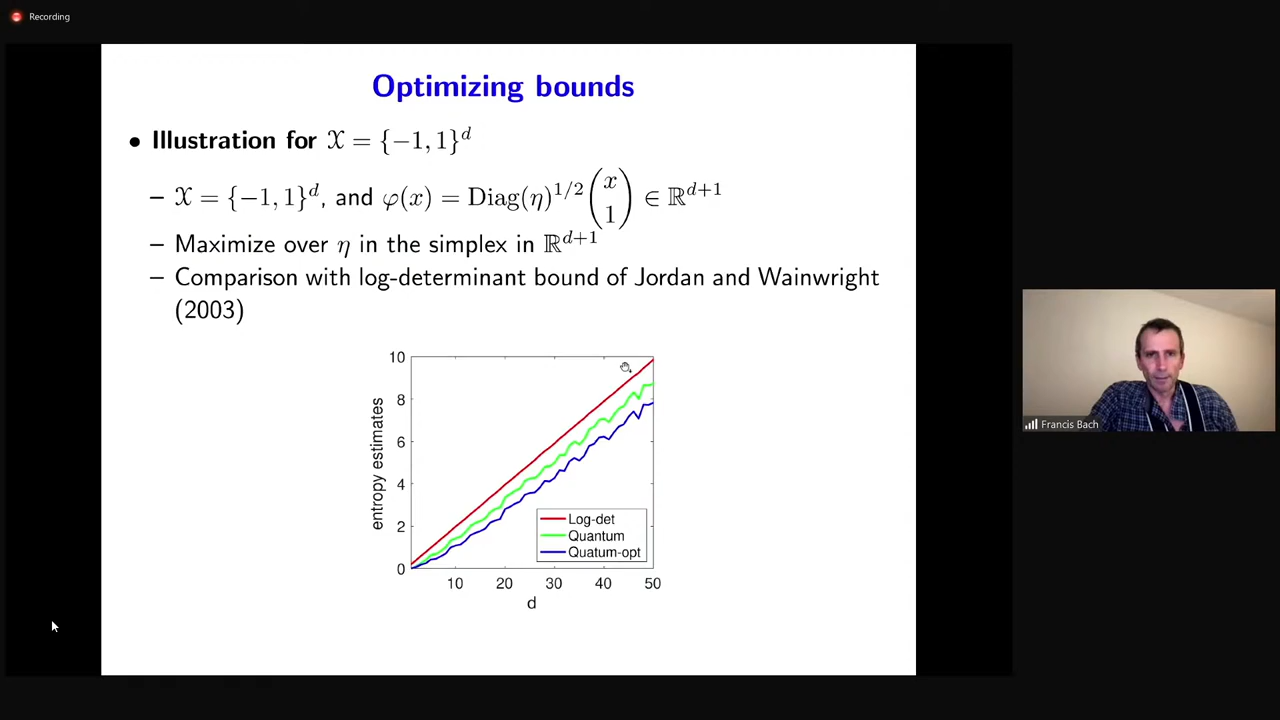 Recording
Optimizing bounds
• Illustration for 𝒳 = {−1, 1}^d
– 𝒳 = {−1, 1}^d, and φ(x) = Diag(η)^{1/2} (x 1) ∈ ℝ^{d+1}
– Maximize over η in the simplex in ℝ^{d+1}
– Comparison with log-determinant bound of Jordan and Wainwright
(2003)
10
8
6
4
2
0
entropy estimates
Log-det
Quantum
Quatum-opt
10 20 30 40 50
d
Francis Bach